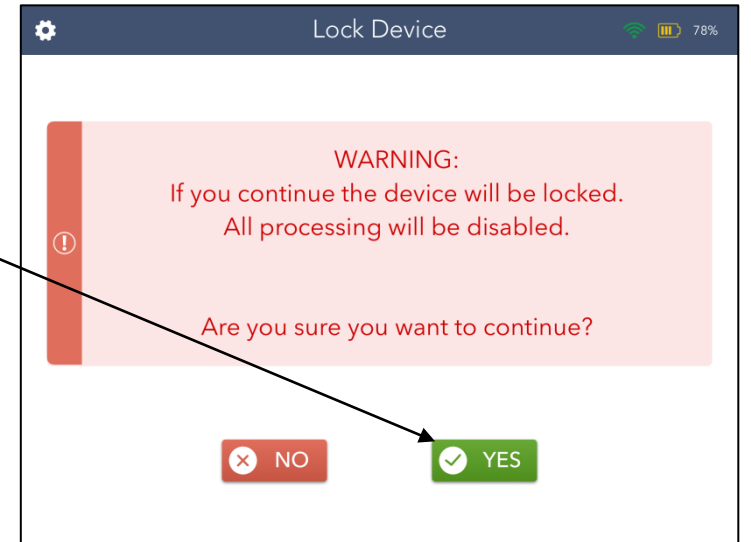 Lock Device
78%
WARNING:
If you continue the device will be locked.
All processing will be disabled.
Are you sure you want to continue?
NO
YES